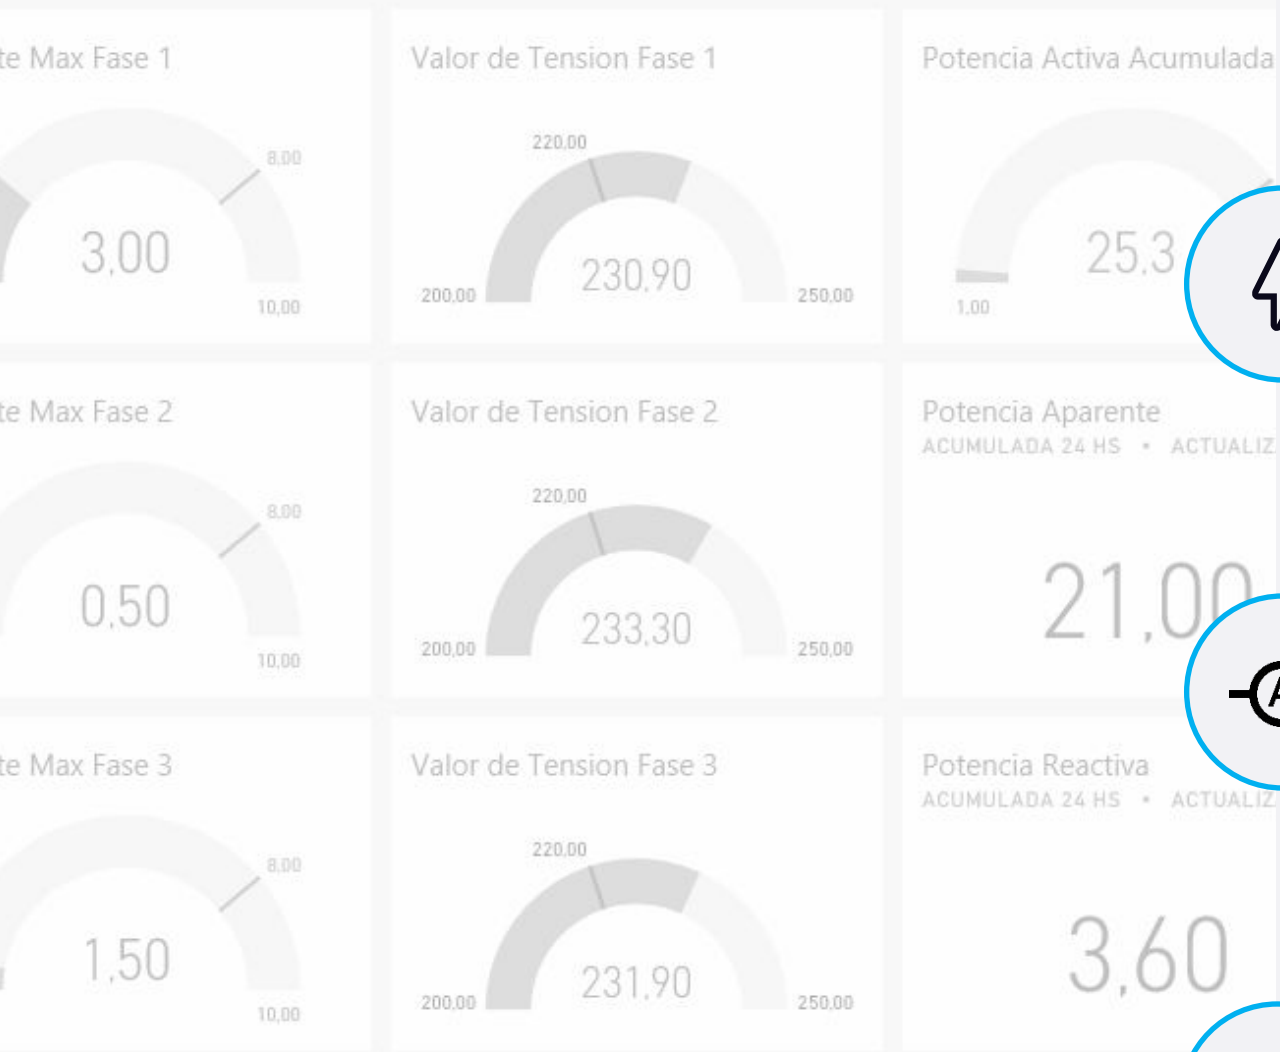 te Max Fase 1
8,00
3,00
10,00
Valor de Tension Fase 1
220,00
230,90
200,00
250,00
Potencia Activa Acumulada
25,3
1,00
te Max Fase 2
8,00
0,50
10,00
Valor de Tension Fase 2
220,00
233,30
200,00
250,00
Potencia Aparente
ACUMULADA 24 HS • ACTUALIZ
21,00
A
te Max Fase 3
8,00
1,50
10,00
Valor de Tension Fase 3
220,00
231,90
200,00
250,00
Potencia Reactiva
ACUMULADA 24 HS • ACTUALIZ
3,60